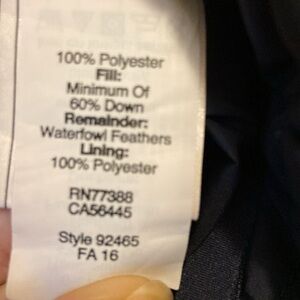 100% Polyester
Fill:
Minimum Of
60% Down
Remainder:
Waterfowl Feathers
Lining:
100% Polyester
RN77388
CA56445
Style 92465
FA 16